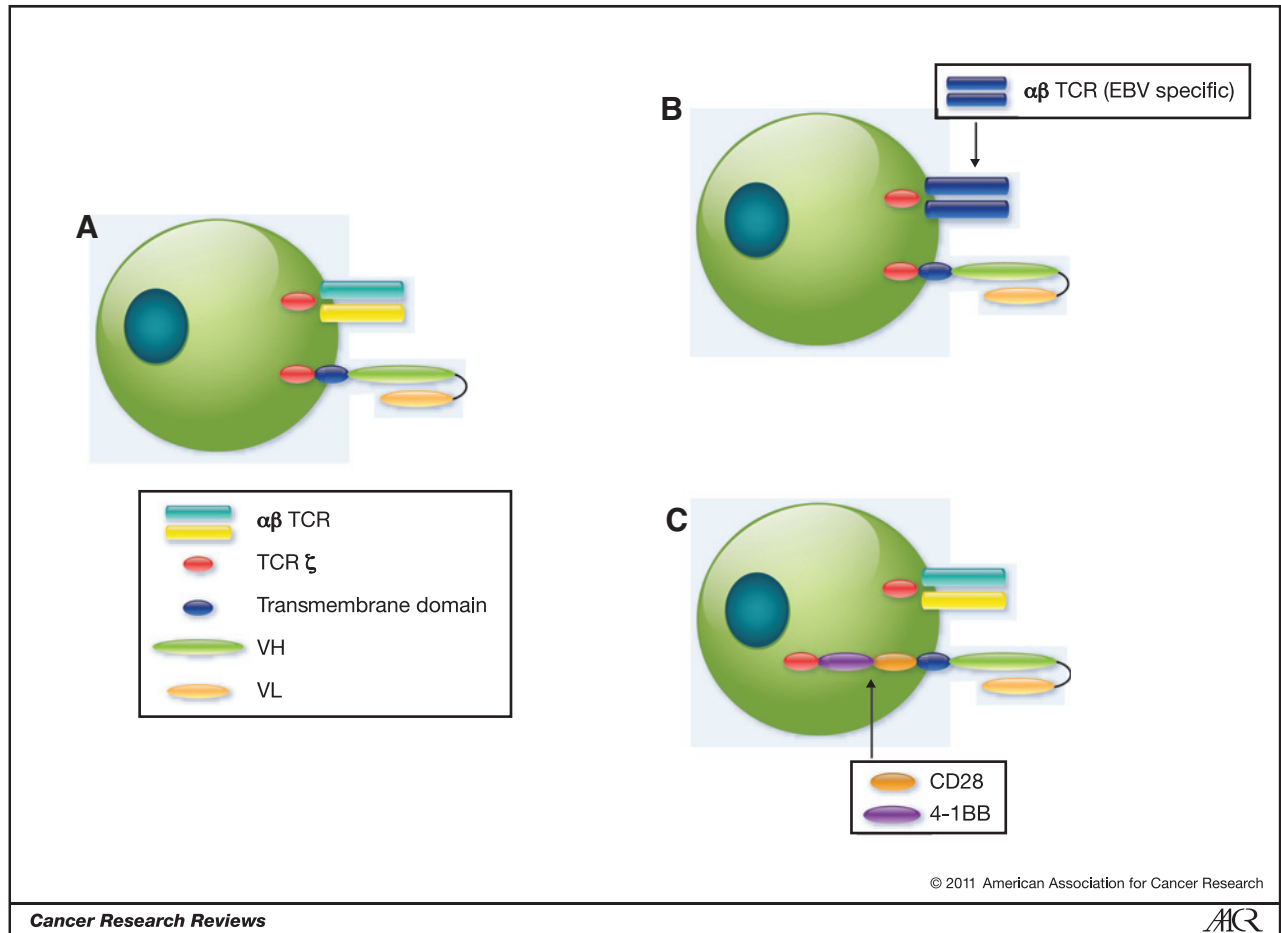 A
αβ TCR
TCR ζ
Transmembrane domain
VH
VL
B
αβ TCR (EBV specific)
C
CD28
4-1BB
© 2011 American Association for Cancer Research
Cancer Research Reviews
AACR